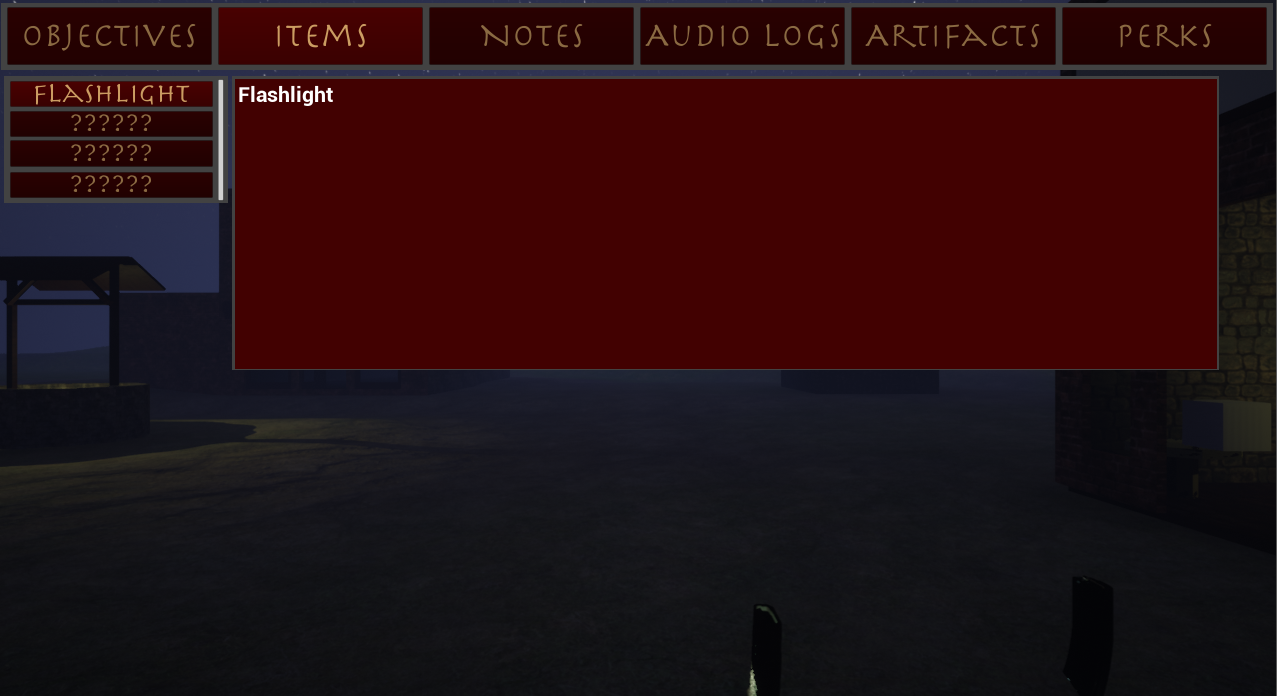 OBJECTIVES
ITEMS
NOTES
AUDIO LOGS
ARTIFACTS
PERKS
FLASHLIGHT
??????
??????
??????
Flashlight